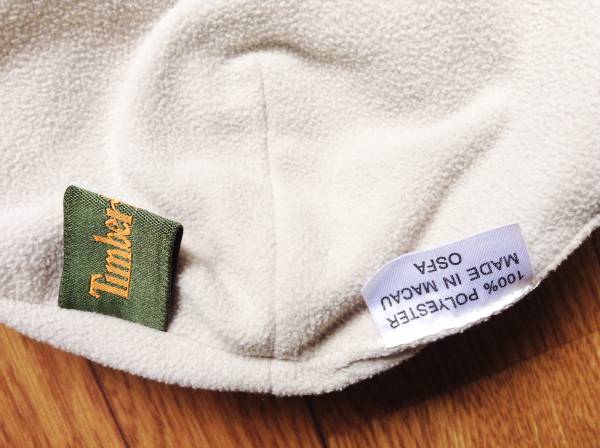 Timber
100% POLYESTER
MADE IN MACAU
OSFA